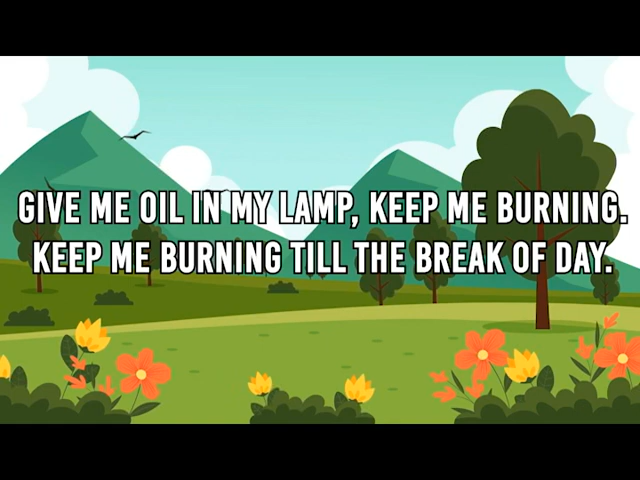 GIVE ME OIL IN MY LAMP, KEEP ME BURNING.
KEEP ME BURNING TILL THE BREAK OF DAY.